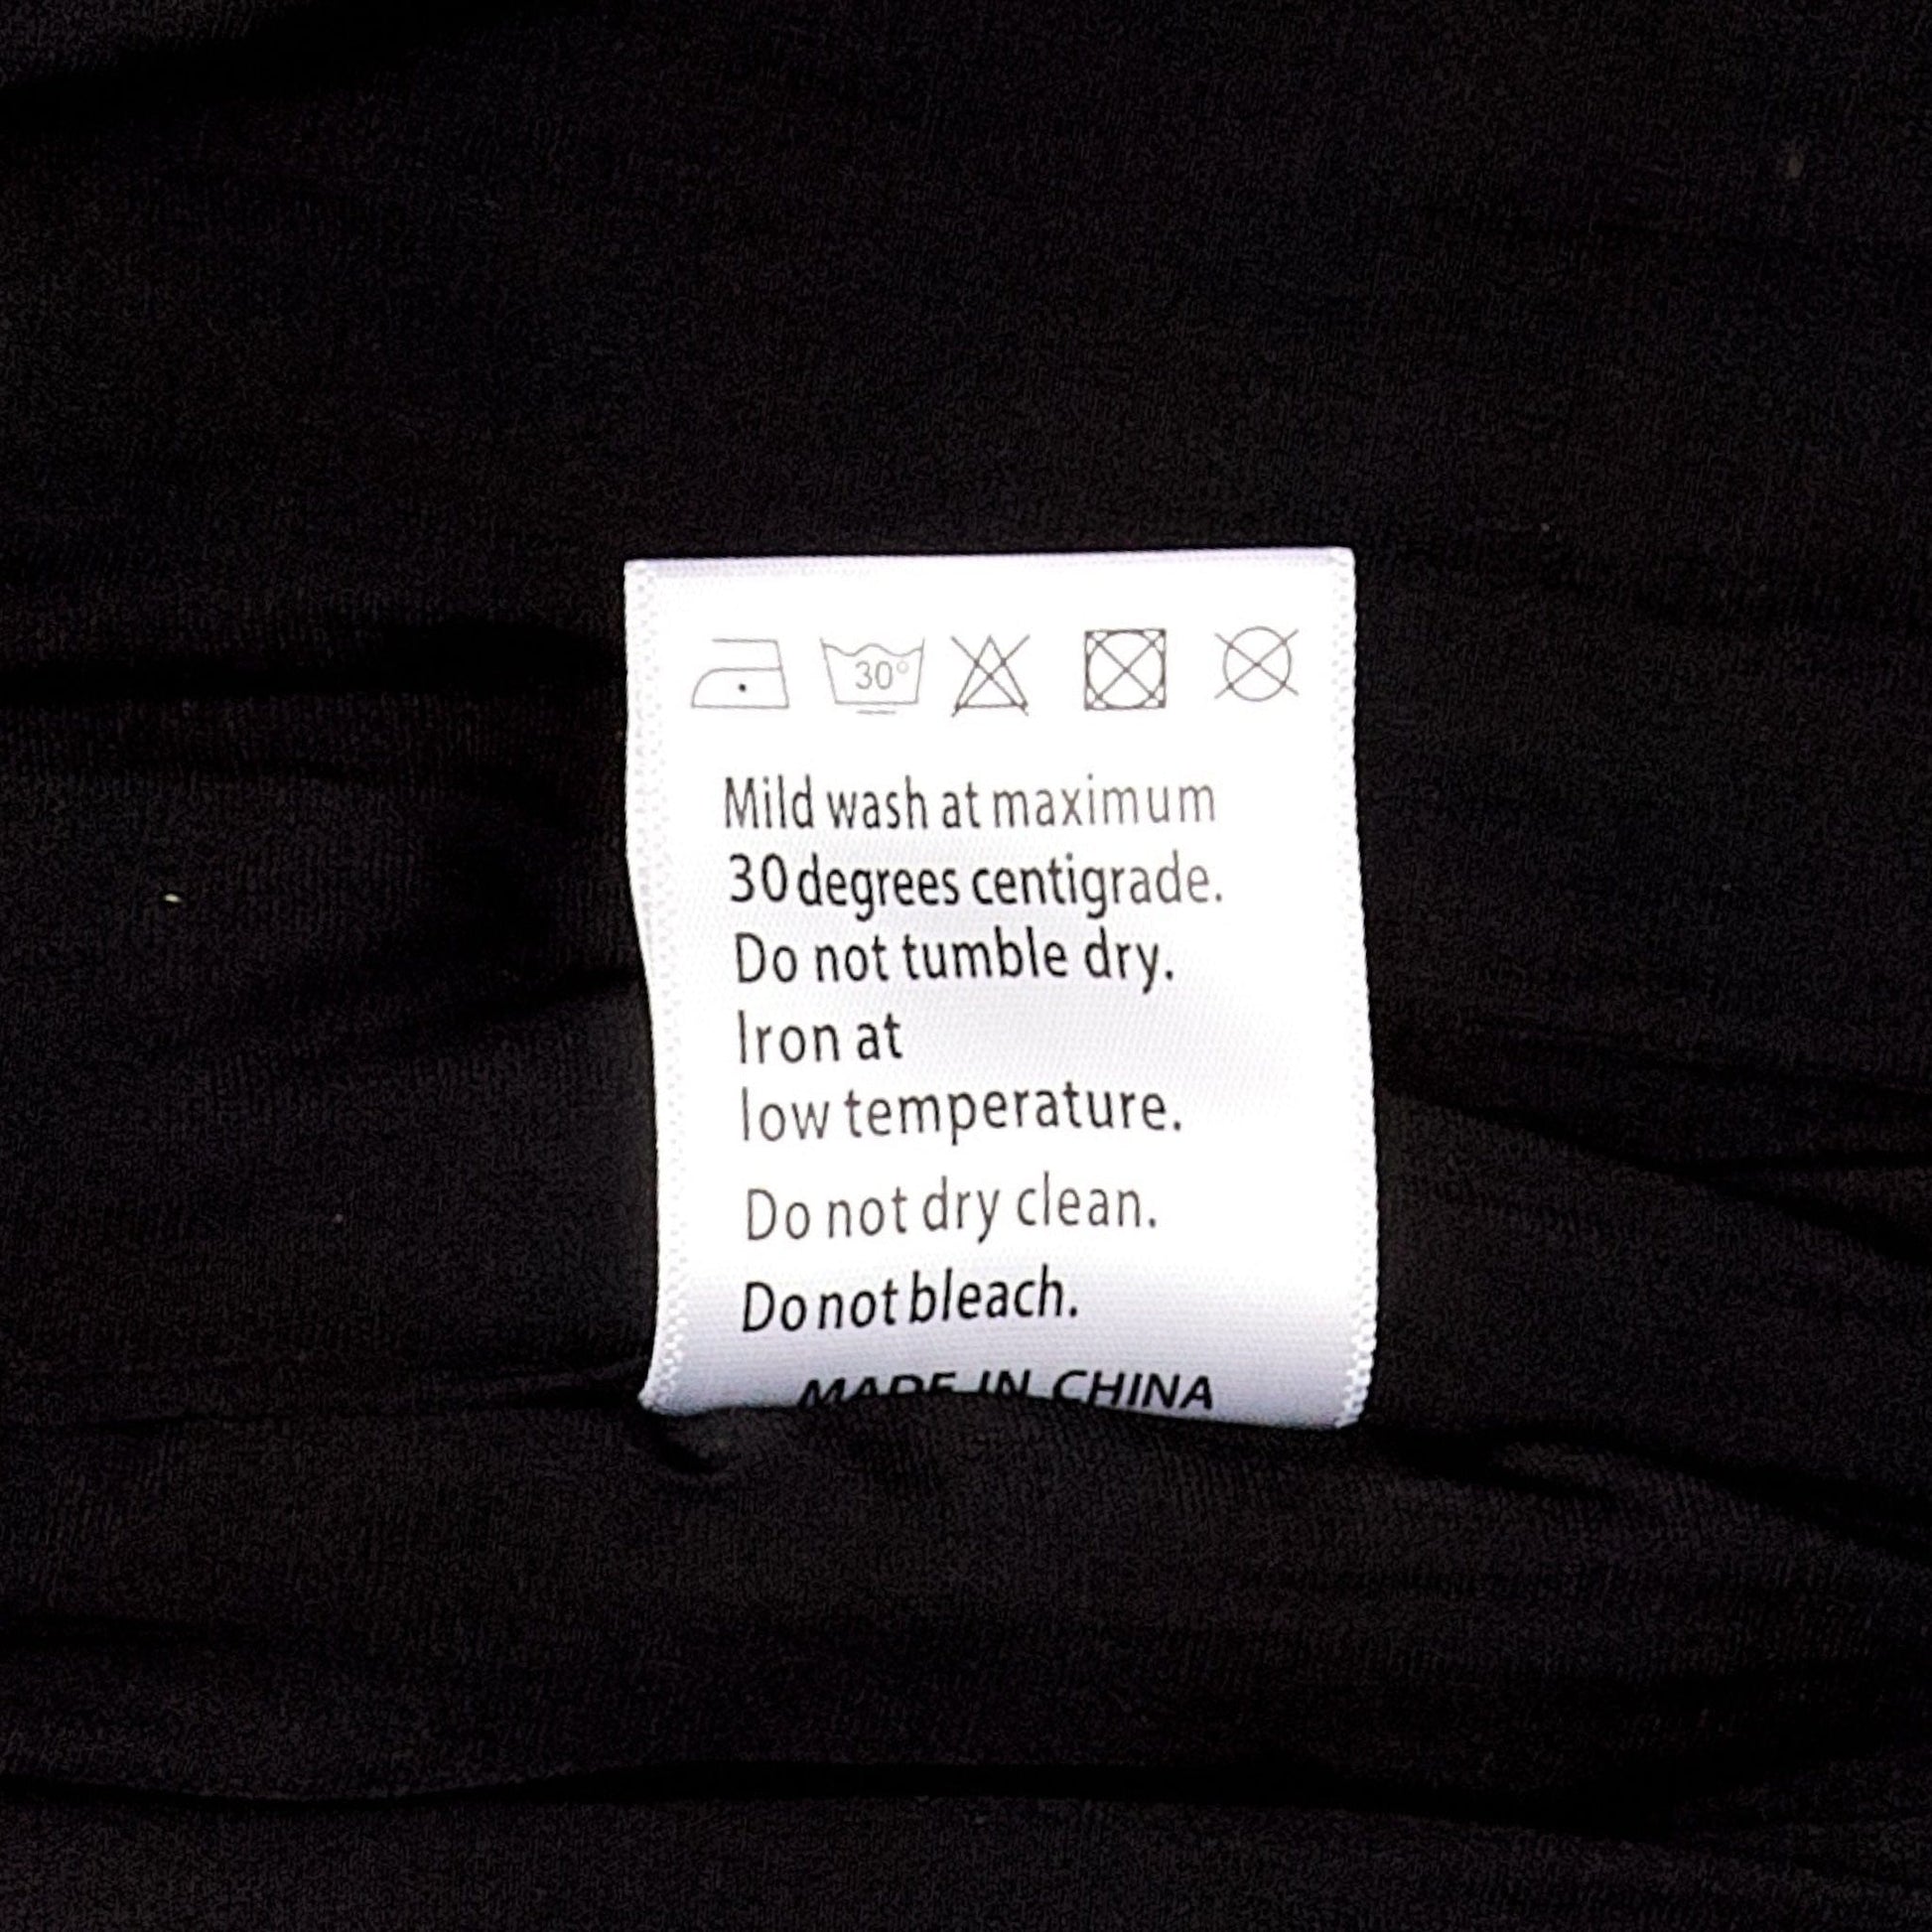 30°
Mild wash at maximum
30 degrees centigrade.
Do not tumble dry.
Iron at
low temperature.
Do not dry clean.
Do not bleach.
MADE IN CHINA